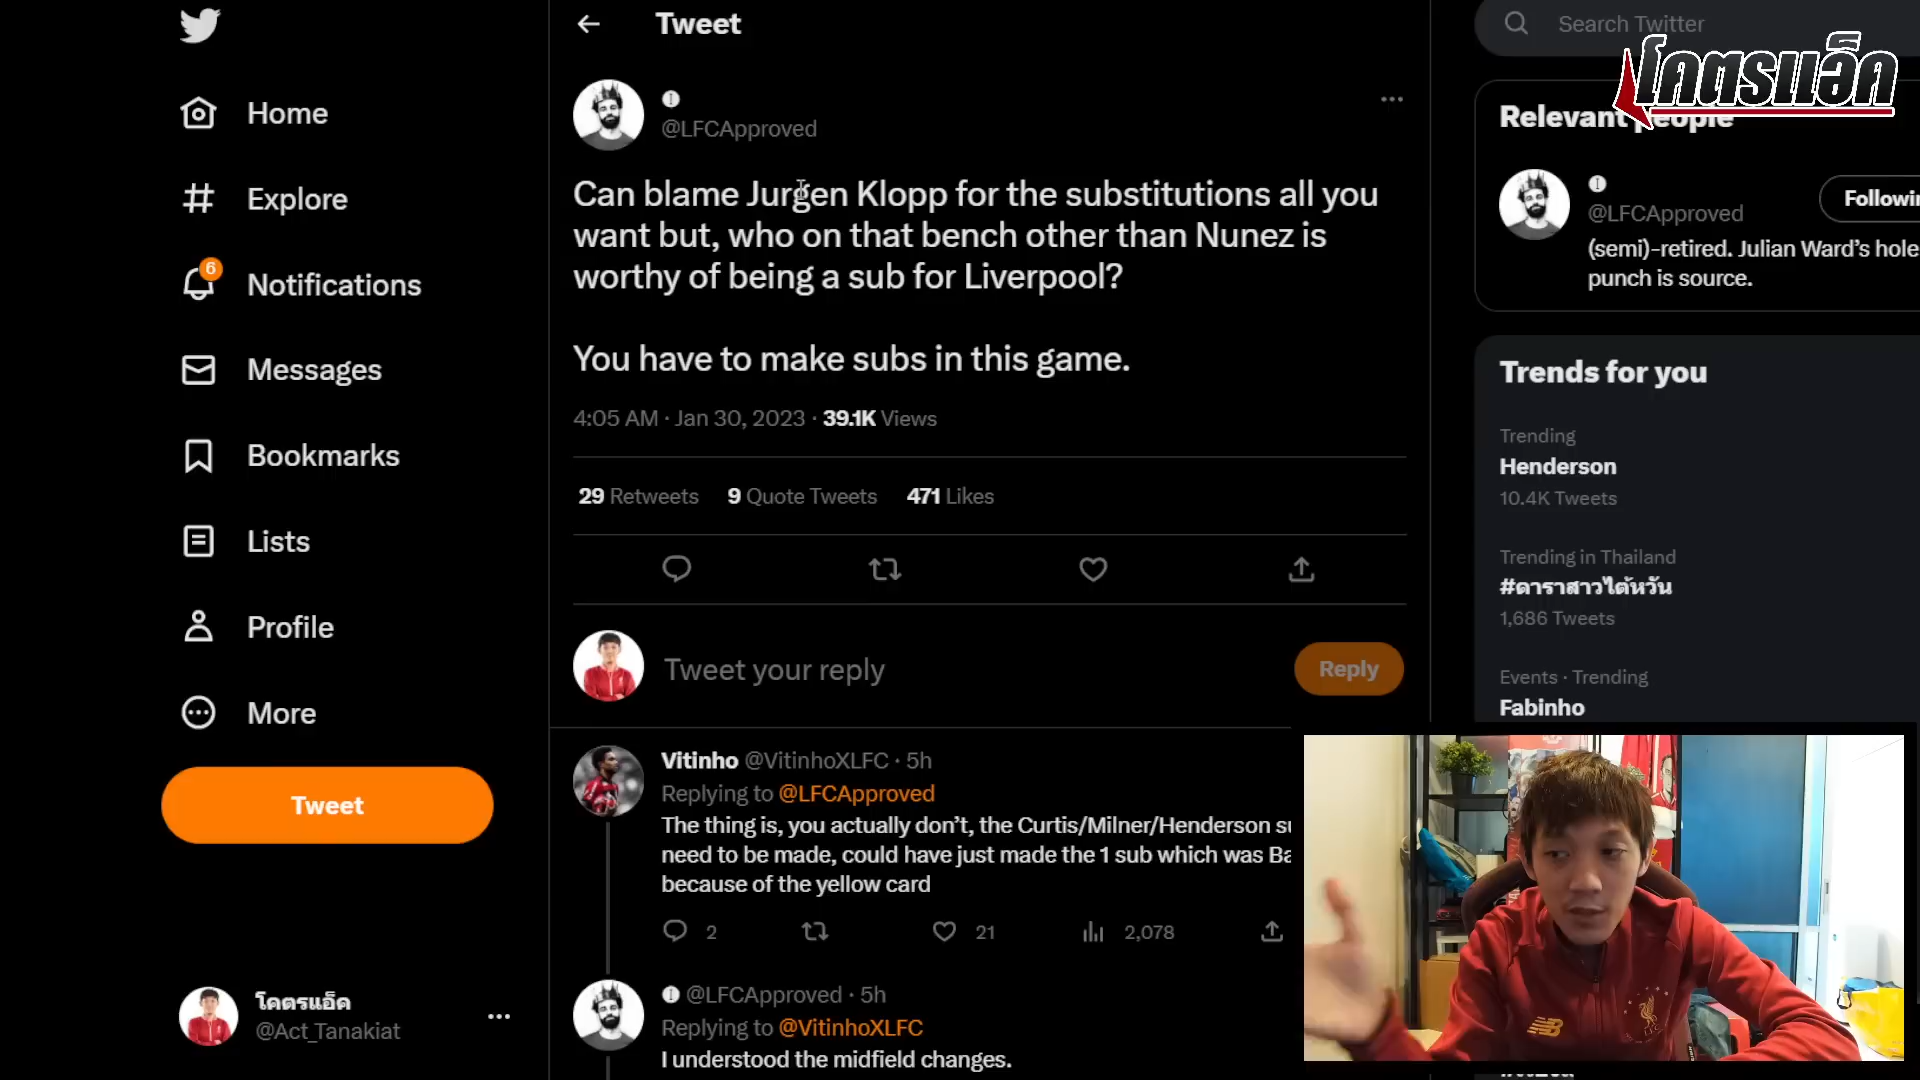 Home
Explore
6
Notifications
Messages
Bookmarks
Lists
Profile
More
Tweet
โคตรแอ็ค
@Act_Tanakiat
Tweet
@LFCApproved
Can blame Jurgen Klopp for the substitutions all you
want but, who on that bench other than Nunez is
worthy of being a sub for Liverpool?
You have to make subs in this game.
4:05 AM · Jan 30, 2023 · 39.1K Views
29 Retweets 9 Quote Tweets 471 Likes
Tweet your reply
Reply
Vitinho @VitinhoXLFC · 5h
Replying to @LFCApproved
The thing is, you actually don't, the Curtis/Milner/Henderson
need to be made, could have just made the 1 sub which was
because of the yellow card
2 21 2,078
@LFCApproved · 5h
Replying to @VitinhoXLFC
I understood the midfield changes.
Search Twitter
โคตรแอ็ค
Relevant people
@LFCApproved
Followin
(semi)-retired. Julian Ward's hole
punch is source.
Trends for you
Trending
Henderson
10.4K Tweets
Trending in Thailand
#ดาราสาวไต้หวัน
1,686 Tweets
Events · Trending
Fabinho